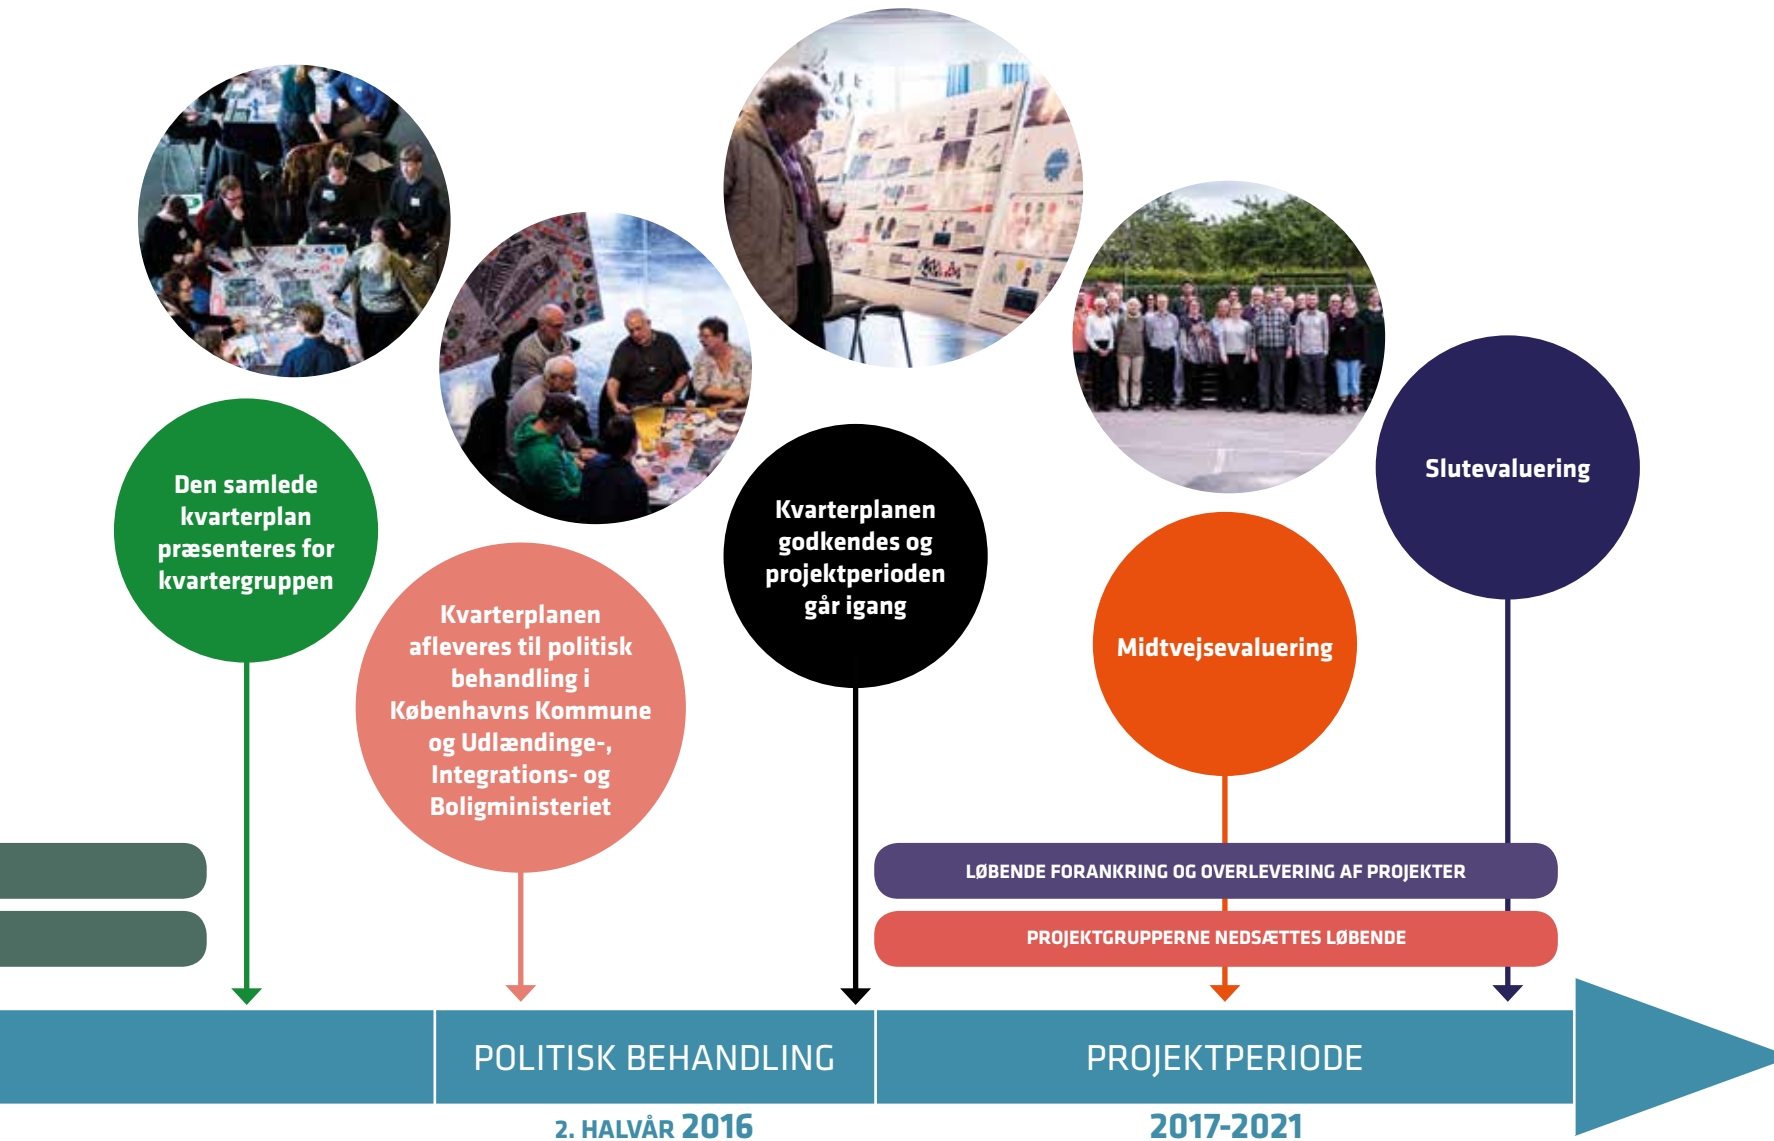 Den samlede
kvarterplan
præsenteres for
kvartergruppen
Kvarterplanen
afleveres til politisk
behandling i
Københavns Kommune
og Udlændinge-,
Integrations- og
Boligministeriet
Kvarterplanen
godkendes og
projektperioden
går igang
Midtvejsevaluering
Slutevaluering
LØBENDE FORANKRING OG OVERLEVERING AF PROJEKTER
PROJEKTGRUPPERNE NEDSÆTTES LØBENDE
POLITISK BEHANDLING
PROJEKTPERIODE
2. HALVÅR 2016
2017-2021